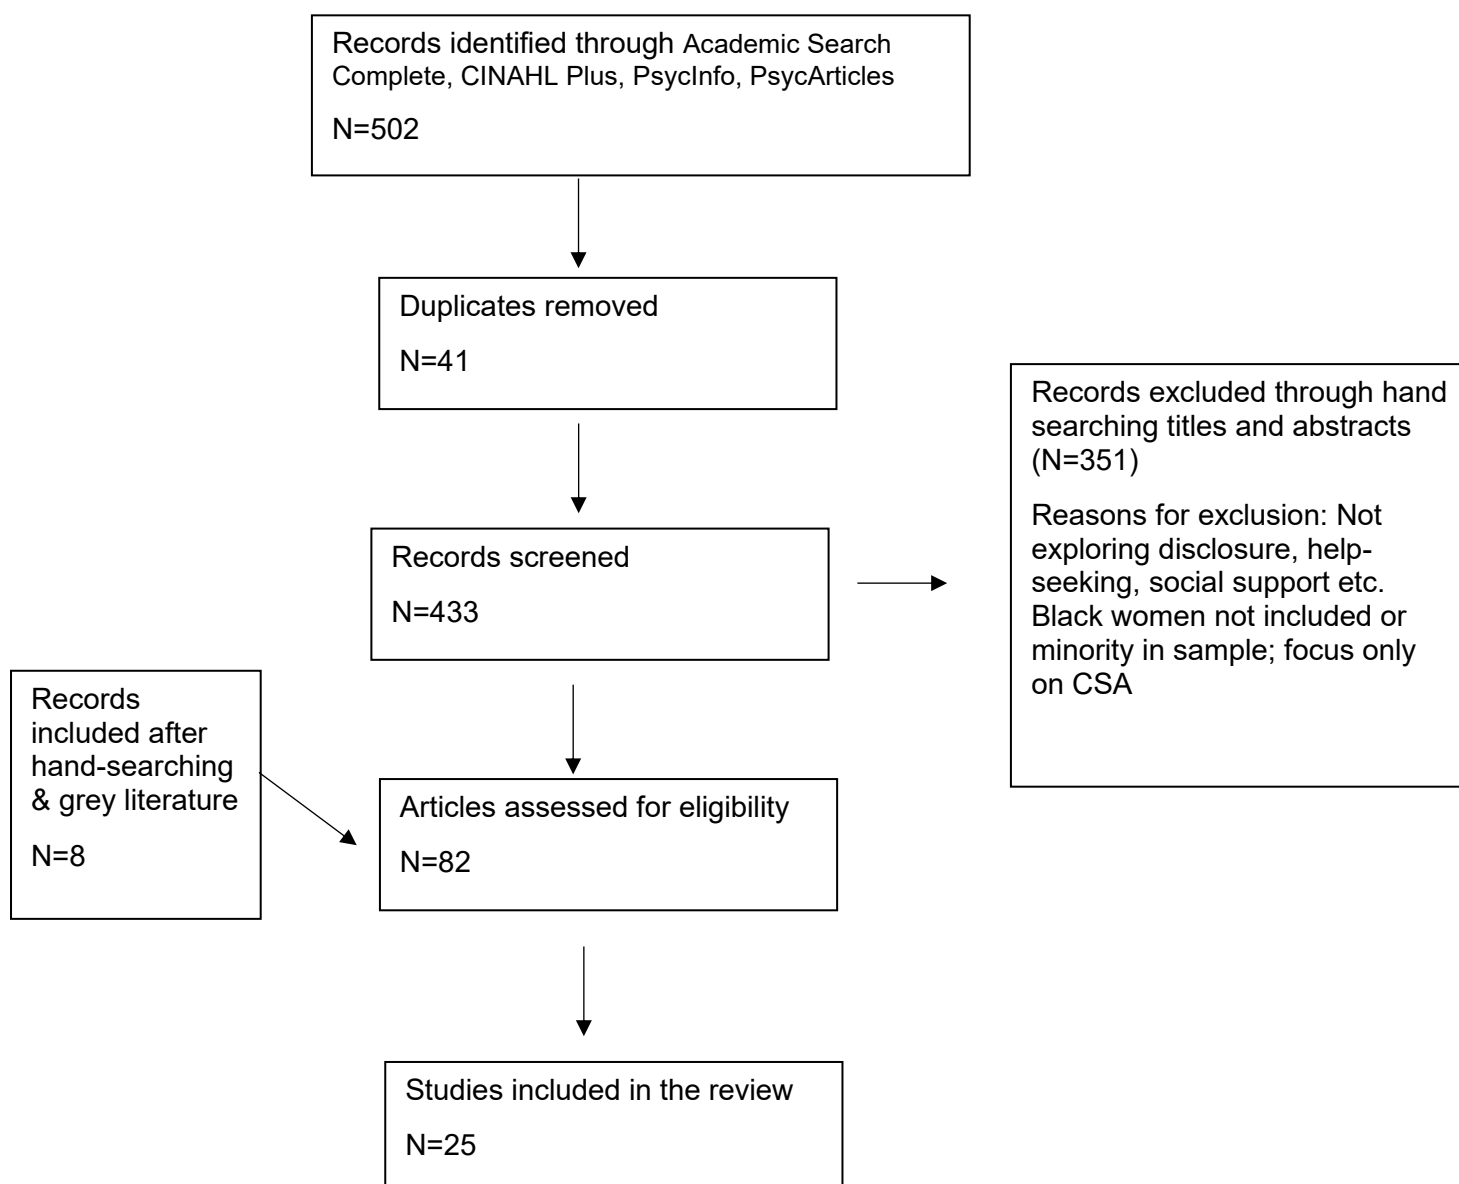 Records identified through Academic Search
Complete, CINAHL Plus, PsycInfo, PsycArticles
N=502
Duplicates removed
N=41
Records screened
N=433
Records excluded through hand
searching titles and abstracts
(N=351)
Reasons for exclusion: Not
exploring disclosure, help-
seeking, social support etc.
Black women not included or
minority in sample; focus only
on CSA
Records
included after
hand-searching
& grey literature
N=8
Articles assessed for eligibility
N=82
Studies included in the review
N=25